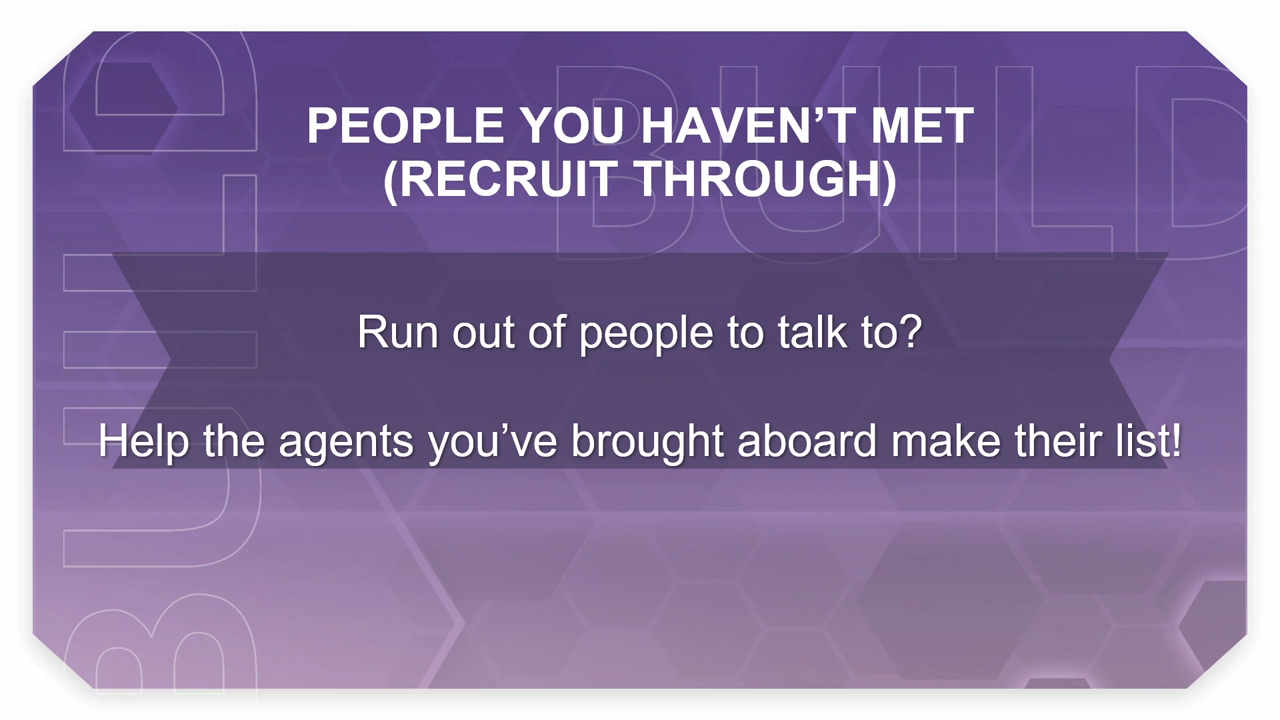 PEOPLE YOU HAVEN’T MET
(RECRUIT THROUGH)
Run out of people to talk to?
Help the agents you’ve brought aboard make their list!
BUILD
BUILD